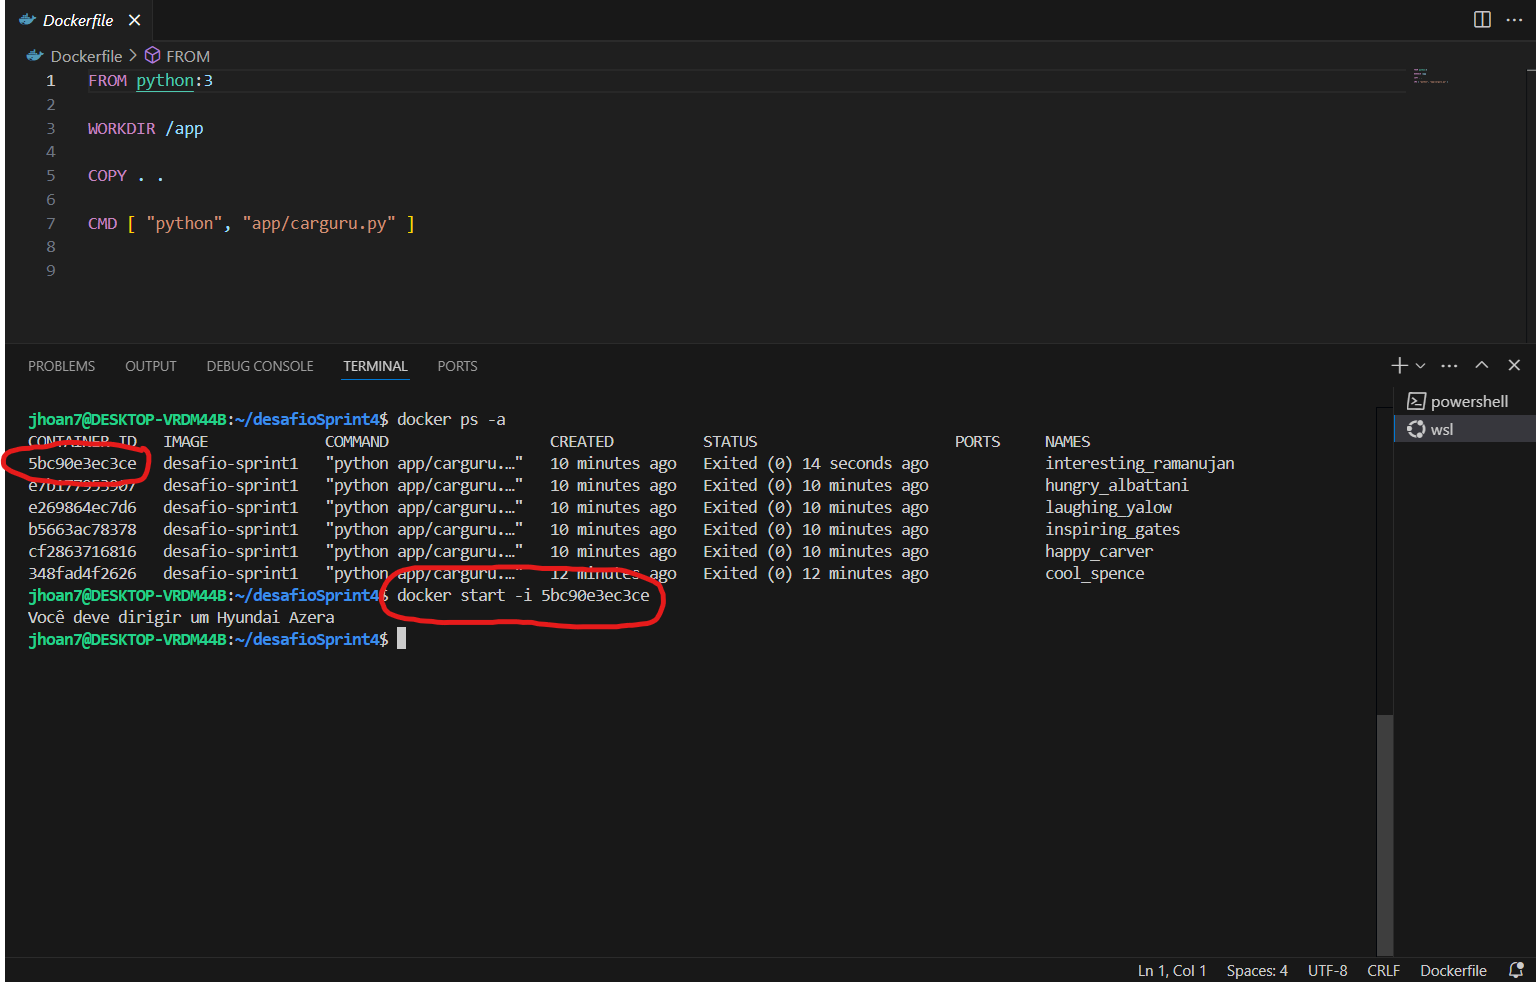 Dockerfile
Dockerfile > FROM
1 FROM python:3
2
3 WORKDIR /app
4
5 COPY . .
6
7 CMD [ "python", "app/carguru.py" ]
8
9
PROBLEMS OUTPUT DEBUG CONSOLE TERMINAL PORTS
powershell
wsl
jhoan7@DESKTOP-VRDM44B:~/desafioSprint4$ docker ps -a
CONTAINER ID IMAGE COMMAND CREATED STATUS PORTS NAMES
5bc90e3ec3ce desafio-sprint1 "python app/carguru.…" 10 minutes ago Exited (0) 14 seconds ago interesting_ramanujan
e7b177953907 desafio-sprint1 "python app/carguru.…" 10 minutes ago Exited (0) 10 minutes ago hungry_albattani
e269864ec7d6 desafio-sprint1 "python app/carguru.…" 10 minutes ago Exited (0) 10 minutes ago laughing_yalow
b5663ac78378 desafio-sprint1 "python app/carguru.…" 10 minutes ago Exited (0) 10 minutes ago inspiring_gates
cf2863716816 desafio-sprint1 "python app/carguru.…" 10 minutes ago Exited (0) 10 minutes ago happy_carver
348fad4f2626 desafio-sprint1 "python app/carguru.…" 12 minutes ago Exited (0) 12 minutes ago cool_spence
jhoan7@DESKTOP-VRDM44B:~/desafioSprint4$ docker start -i 5bc90e3ec3ce
Você deve dirigir um Hyundai Azera
jhoan7@DESKTOP-VRDM44B:~/desafioSprint4$
Ln 1, Col 1 Spaces: 4 UTF-8 CRLF Dockerfile